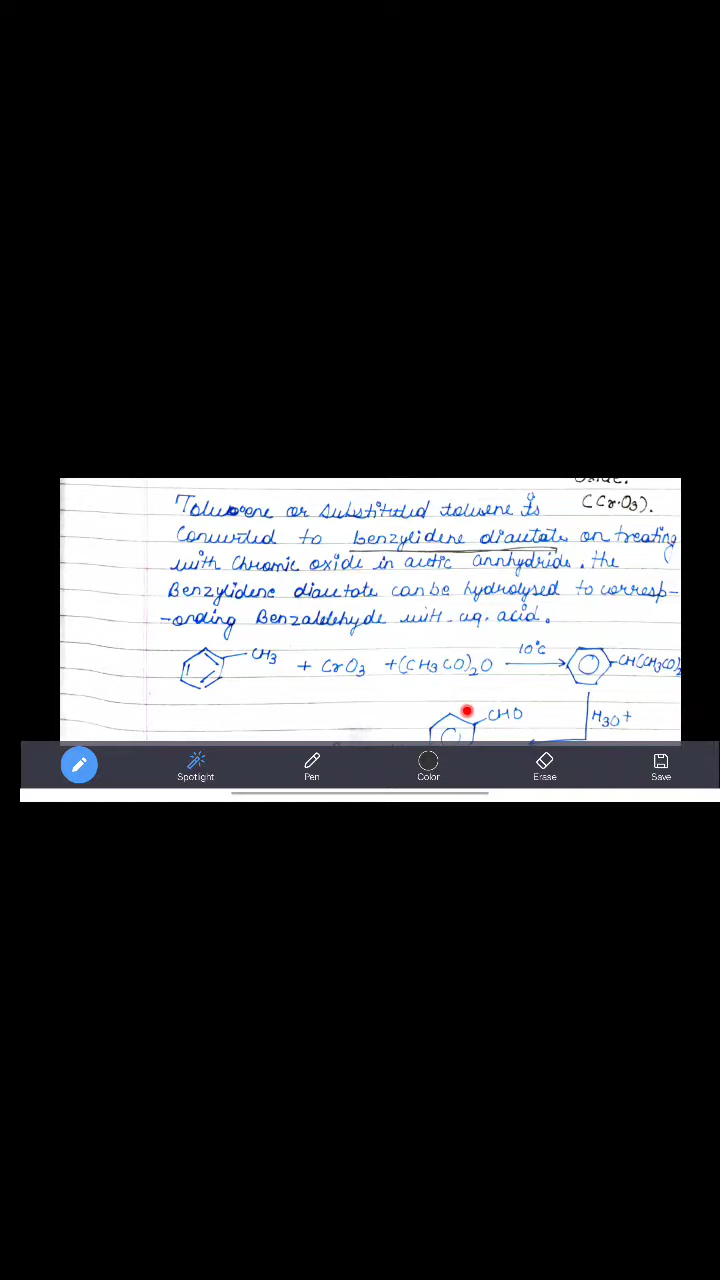 (CrO3).
Toluene or substituted toluene is
converted to benzylidene diacetate on treating
with chromic oxide in acetic annhydride. the
Benzylidene diacetate can be hydrolysed to corresp-
-onding Benzaldehyde with aq. acid.
CH3 + CrO3 + (CH3CO)2O 10°C CH(CH3CO)2
CHO H3O+
Spotlight Pen Color Erase Save